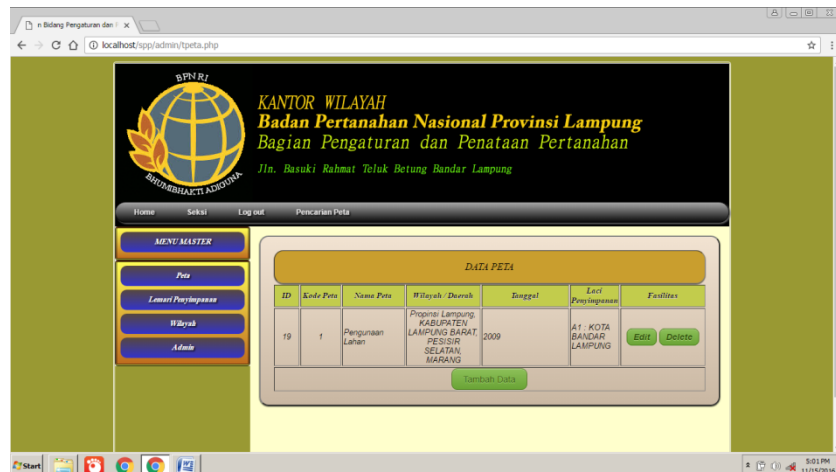 n Bidang Pengaturan dan P
localhost/spp/admin/tpeta.php
BPN RI
BHUMIBHAKTI ADIGUNA
KANTOR WILAYAH
Badan Pertanahan Nasional Provinsi Lampung
Bagian Pengaturan dan Penataan Pertanahan
Jln. Basuki Rahmat Teluk Betung Bandar Lampung
Home Seksi Log out Pencarian Peta
MENU MASTER
Peta
Lemari Penyimpanan
Wilayah
Admin
DATA PETA
ID Kode Peta Nama Peta Wilayah / Daerah Tanggal Laci Penyimpanan Fasilitas
19 1 Pengunaan Lahan Propinsi Lampung, KABUPATEN LAMPUNG BARAT, PESISIR SELATAN, MARANG 2009 A1 : KOTA BANDAR LAMPUNG Edit Delete
Tambah Data
Start
5:01 PM
11/15/2016